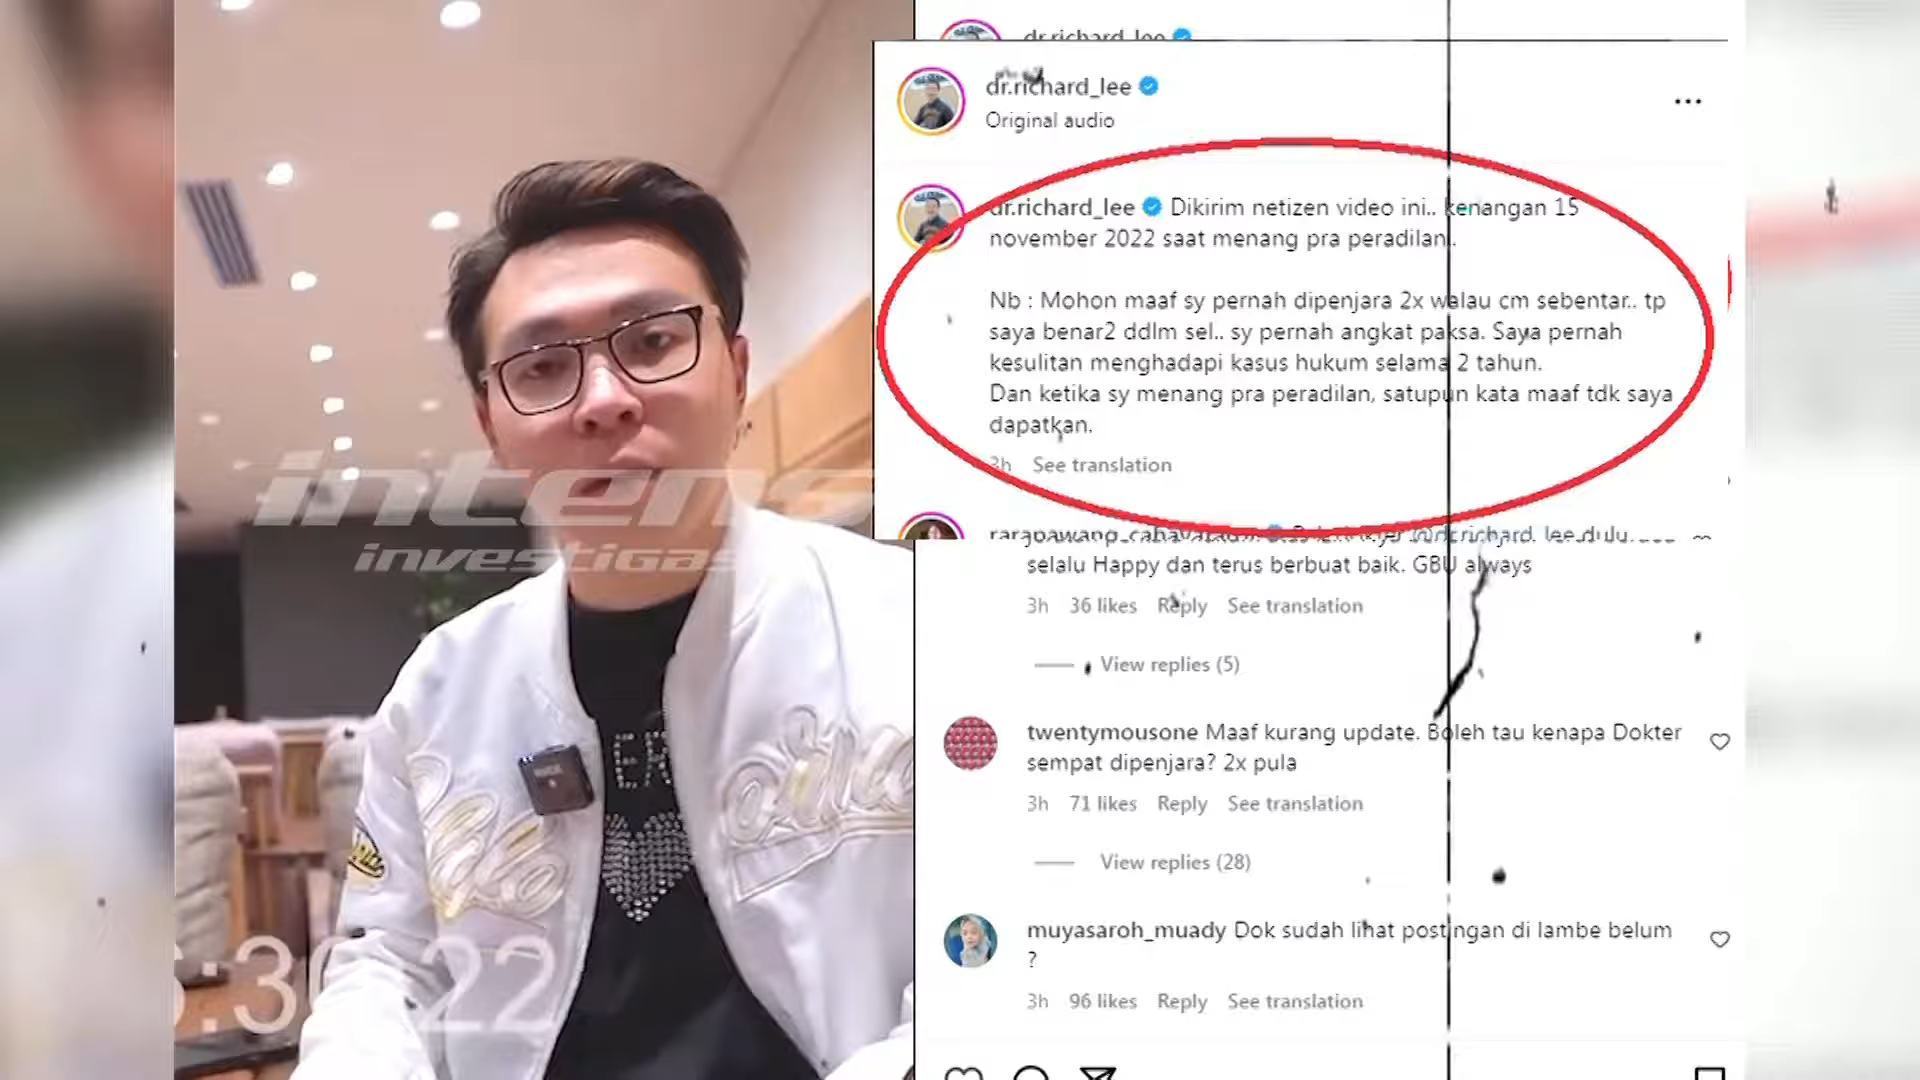 dr.richard_lee
dr.richard_lee
Original audio
dr.richard_lee Dikirim netizen video ini.. kenangan 15
november 2022 saat menang pra peradilan..
Nb : Mohon maaf sy pernah dipenjara 2x walau cm sebentar.. tp
saya benar2 ddlm sel.. sy pernah angkat paksa. Saya pernah
kesulitan menghadapi kasus hukum selama 2 tahun.
Dan ketika sy menang pra peradilan, satupun kata maaf tdk saya
dapatkan.
3h See translation
selalu Happy dan terus berbuat baik. GBU always
3h 36 likes Reply See translation
View replies (5)
twentymousone Maaf kurang update. Boleh tau kenapa Dokter
sempat dipenjara? 2x pula
3h 71 likes Reply See translation
View replies (28)
muyasaroh_muady Dok sudah lihat postingan di lambe belum
?
3h 96 likes Reply See translation
intens
investigasi